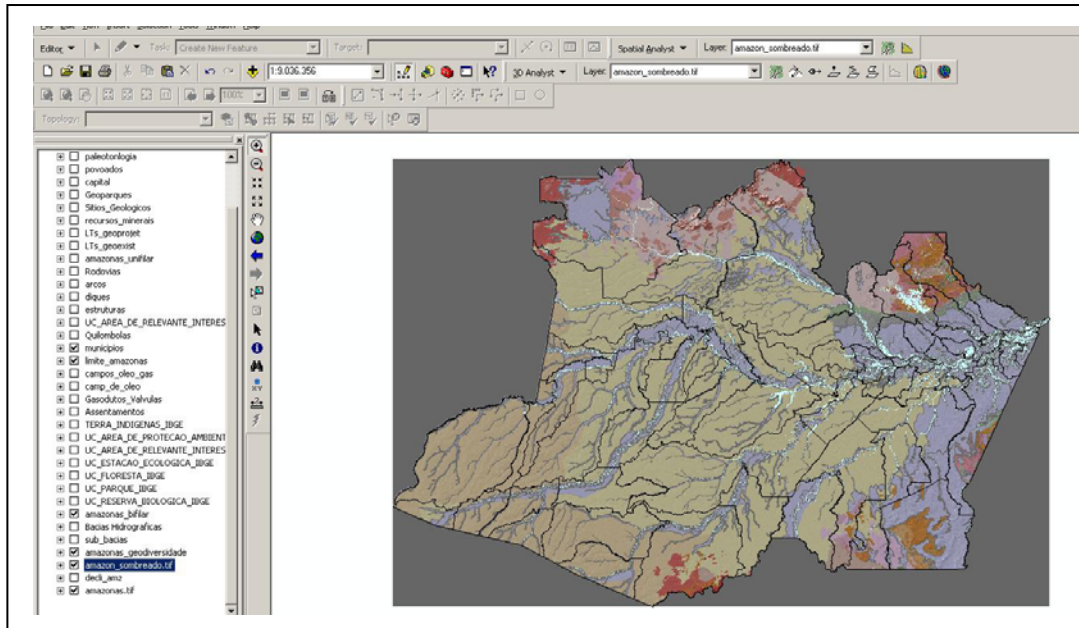 Editor Task: Create New Feature Target: Spatial Analyst Layer: amazon_sombreado.tif
1:9.036.356 3D Analyst Layer: amazon_sombreado.tif
100%
Topology:
paleotonlogia
povoados
capital
Geoparques
Sitios_Geologicos
recursos_minerais
LTs_geoprojet
LTs_geoexist
amazonas_unifilar
Rodovias
arcos
diques
estruturas
UC_AREA_DE_RELEVANTE_INTERES
Quilombolas
municipios
limite_amazonas
campos_oleo_gas
camp_de_oleo
Gasodutos_Valvulas
Assentamentos
TERRA_INDIGENAS_IBGE
UC_AREA_DE_PROTECAO_AMBIENT
UC_AREA_DE_RELEVANTE_INTERES
UC_ESTACAO_ECOLOGICA_IBGE
UC_FLORESTA_IBGE
UC_PARQUE_IBGE
UC_RESERVA_BIOLOGICA_IBGE
amazonas_bifilar
Bacias Hidrograficas
sub_bacias
amazonas_geodiversidade
amazon_sombreado.tif
decli_amz
amazonas.tif